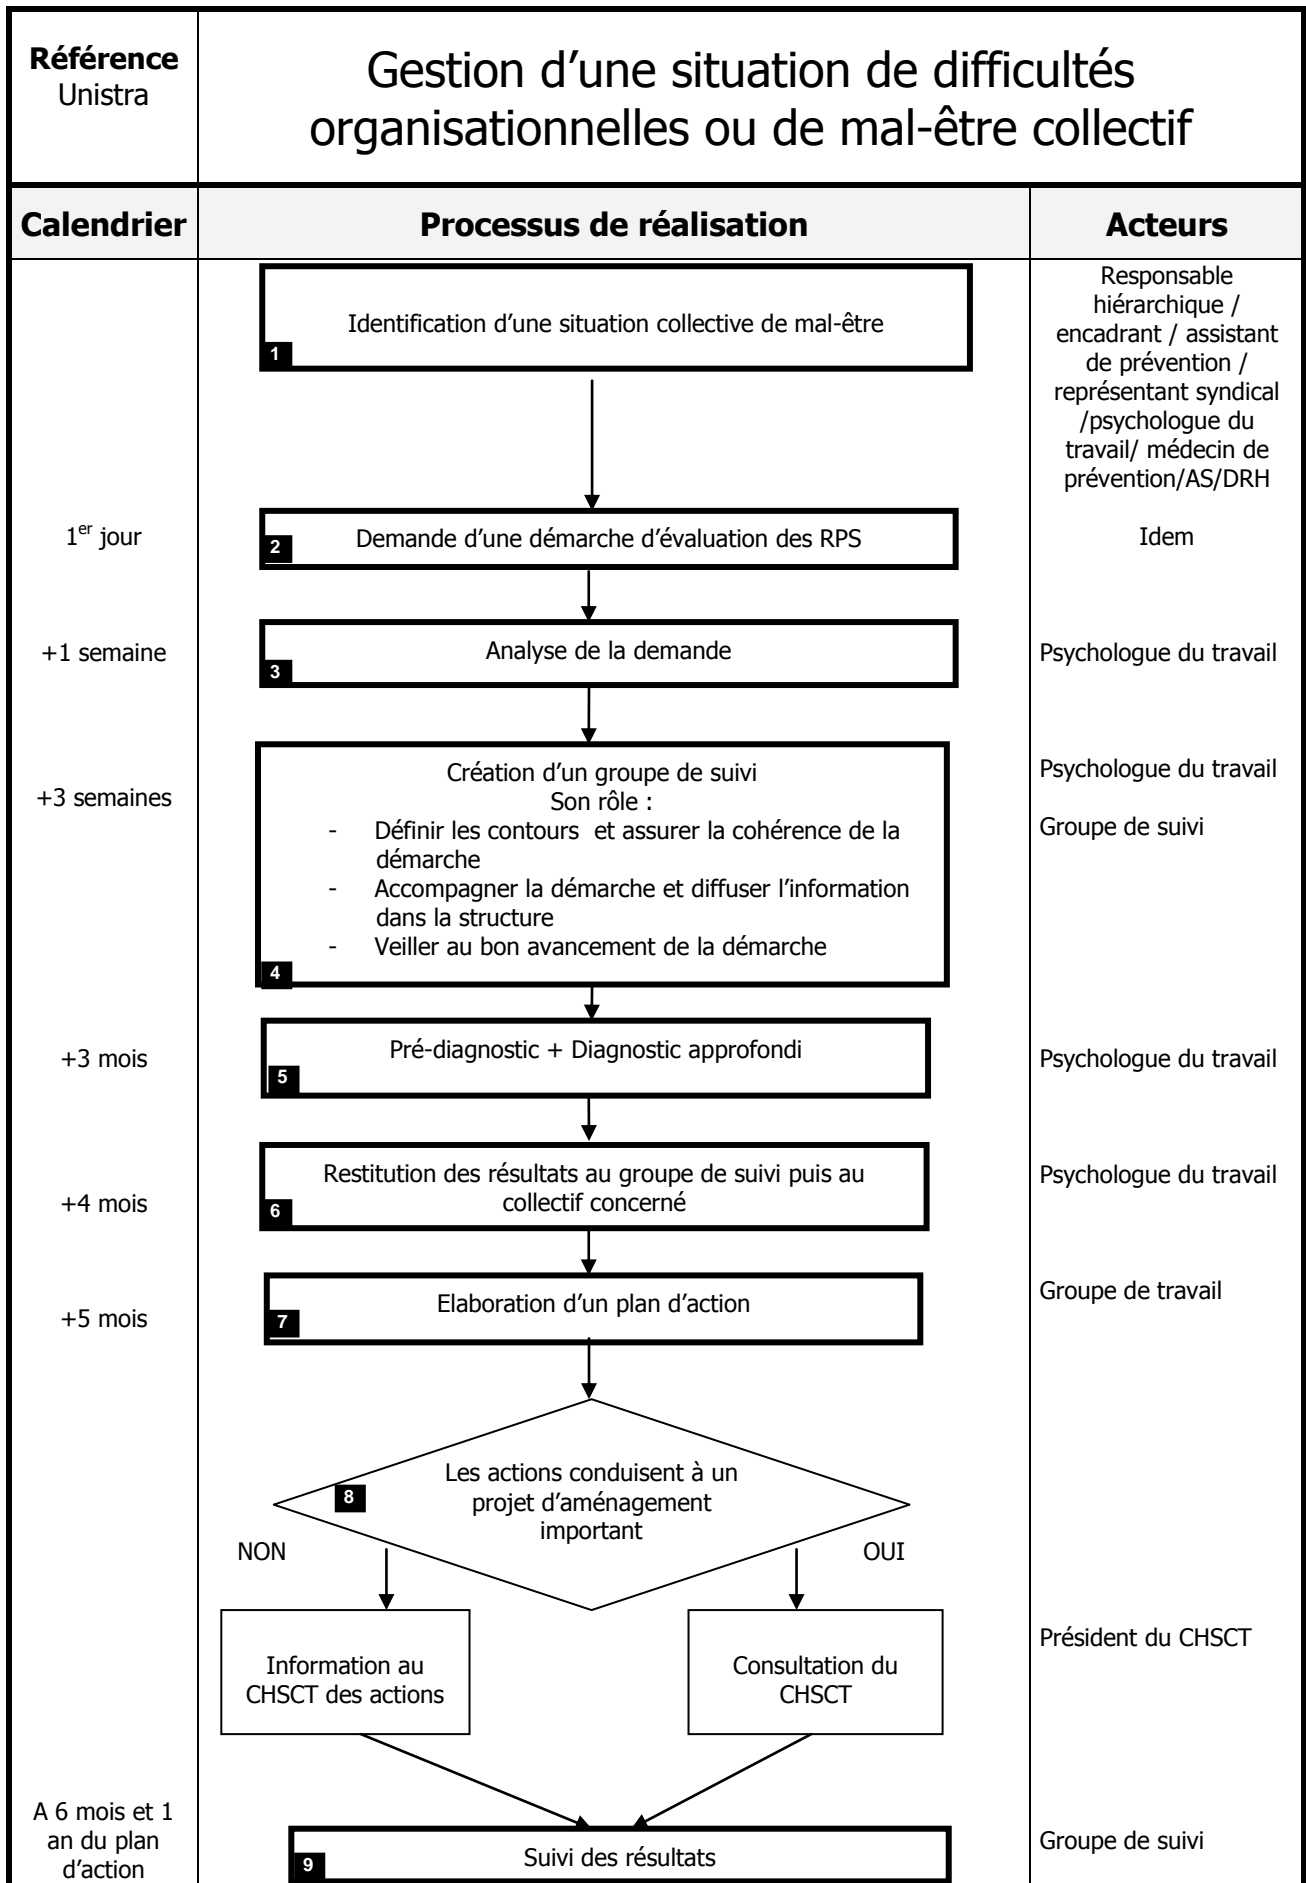 Référence
Unistra
Gestion d’une situation de difficultés
organisationnelles ou de mal-être collectif
Calendrier
Processus de réalisation
Acteurs
Identification d’une situation collective de mal-être
1
Responsable
hiérarchique /
encadrant / assistant
de prévention /
représentant syndical
/psychologue du
travail/ médecin de
prévention/AS/DRH
1er jour
Demande d’une démarche d’évaluation des RPS
2
Idem
+1 semaine
Analyse de la demande
3
Psychologue du travail
+3 semaines
Création d’un groupe de suivi
Son rôle :
- Définir les contours et assurer la cohérence de la
démarche
- Accompagner la démarche et diffuser l’information
dans la structure
- Veiller au bon avancement de la démarche
4
Psychologue du travail
Groupe de suivi
+3 mois
Pré-diagnostic + Diagnostic approfondi
5
Psychologue du travail
+4 mois
Restitution des résultats au groupe de suivi puis au
collectif concerné
6
Psychologue du travail
+5 mois
Elaboration d’un plan d’action
7
Groupe de travail
Les actions conduisent à un
projet d’aménagement
important
8
NON
OUI
Information au
CHSCT des actions
Consultation du
CHSCT
Président du CHSCT
A 6 mois et 1
an du plan
d’action
Suivi des résultats
9
Groupe de suivi